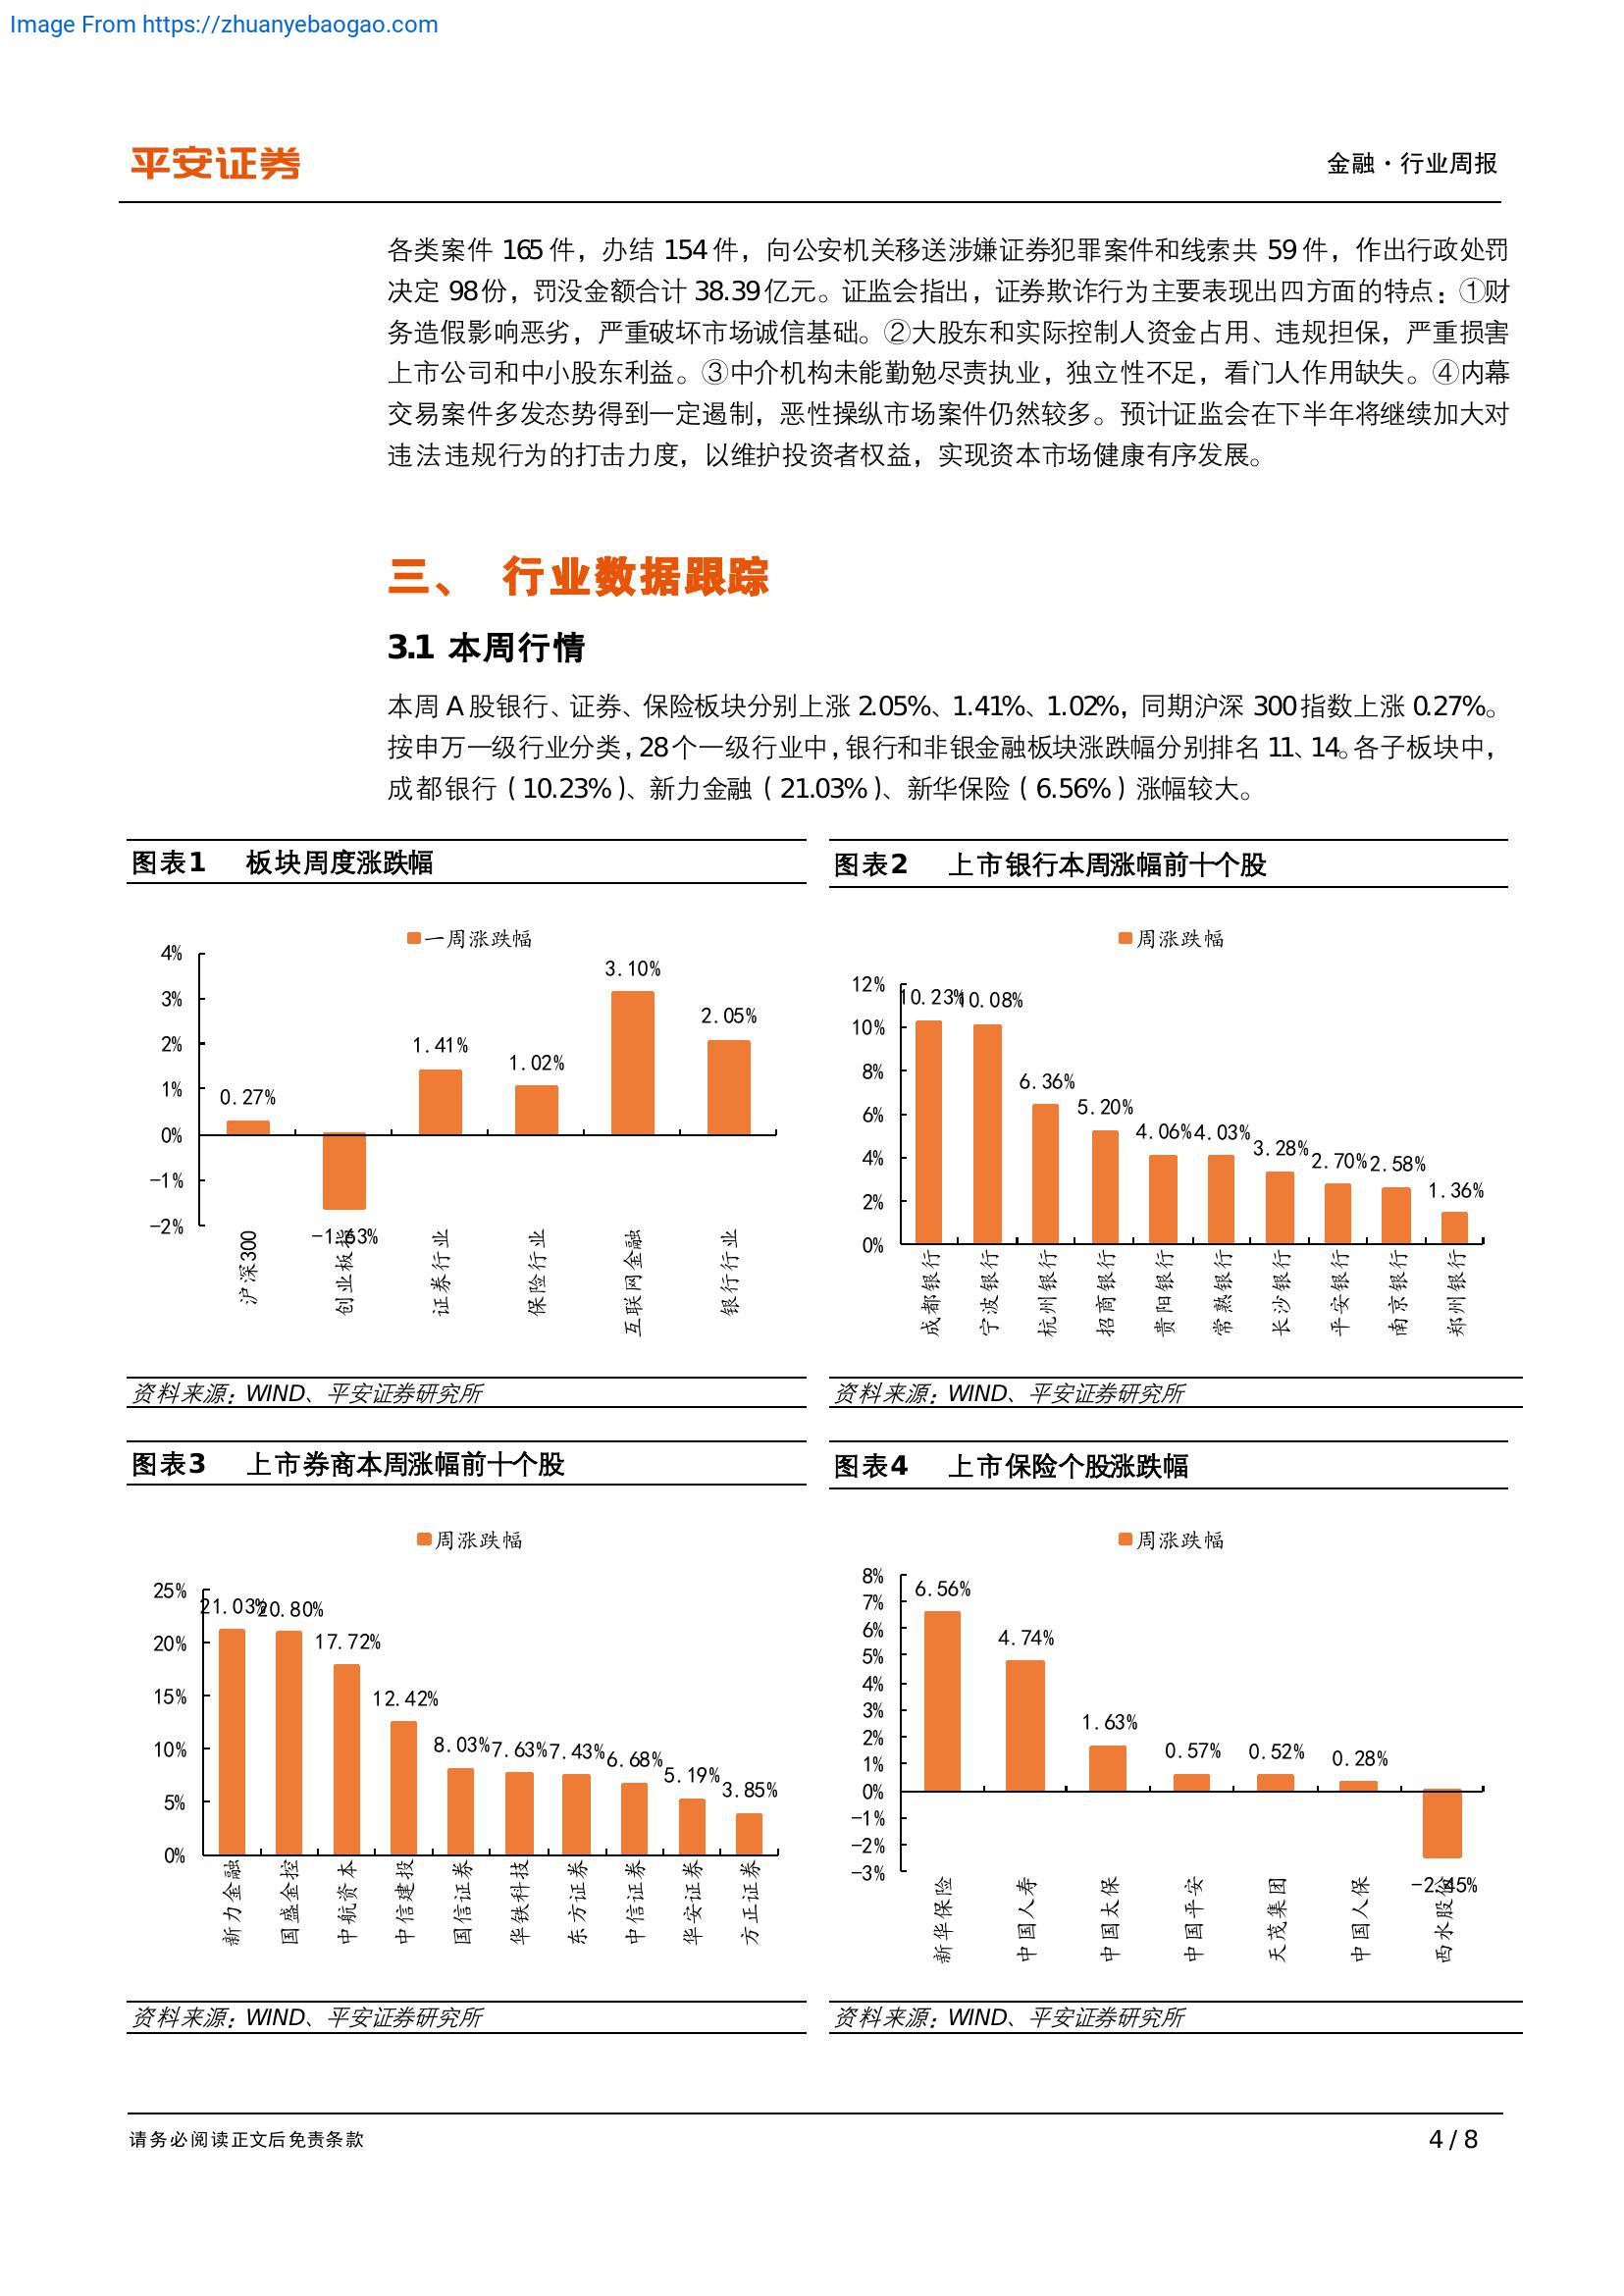 Image From https://zhuanyebaogao.com
平安证券
金融·行业周报
各类案件 165 件，办结 154 件，向公安机关移送涉嫌证券犯罪案件和线索共 59 件，作出行政处罚
决定 98 份，罚没金额合计 38.39 亿元。证监会指出，证券欺诈行为主要表现出四方面的特点：①财
务造假影响恶劣，严重破坏市场诚信基础。②大股东和实际控制人资金占用、违规担保，严重损害
上市公司和中小股东利益。③中介机构未能勤勉尽责执业，独立性不足，看门人作用缺失。④内幕
交易案件多发态势得到一定遏制，恶性操纵市场案件仍然较多。预计证监会在下半年将继续加大对
违法违规行为的打击力度，以维护投资者权益，实现资本市场健康有序发展。
三、 行业数据跟踪
3.1 本周行情
本周 A 股银行、证券、保险板块分别上涨 2.05%、1.41%、1.02%，同期沪深 300 指数上涨 0.27%。
按申万一级行业分类，28 个一级行业中，银行和非银金融板块涨跌幅分别排名 11、14。各子板块中，
成都银行（10.23%）、新力金融（21.03%）、新华保险（6.56%）涨幅较大。
图表1 板块周度涨跌幅
一周涨跌幅
4%
3%
2%
1%
0%
-1%
-2%
0.27%
-1.63%
1.41%
1.02%
3.10%
2.05%
沪深300
创业板指
证券行业
保险行业
互联网金融
银行行业
资料来源：WIND、平安证券研究所
图表2 上市银行本周涨幅前十个股
周涨跌幅
12%
10%
8%
6%
4%
2%
0%
10.23%
10.08%
6.36%
5.20%
4.06%
4.03%
3.28%
2.70%
2.58%
1.36%
成都银行
宁波银行
杭州银行
招商银行
贵阳银行
常熟银行
长沙银行
平安银行
南京银行
郑州银行
资料来源：WIND、平安证券研究所
图表3 上市券商本周涨幅前十个股
周涨跌幅
25%
20%
15%
10%
5%
0%
21.03%
20.80%
17.72%
12.42%
8.03%
7.63%
7.43%
6.68%
5.19%
3.85%
新力金融
国盛金控
中航资本
中信建投
国信证券
华铁科技
东方证券
中信证券
华安证券
方正证券
资料来源：WIND、平安证券研究所
图表4 上市保险个股涨跌幅
周涨跌幅
8%
7%
6%
5%
4%
3%
2%
1%
0%
-1%
-2%
-3%
6.56%
4.74%
1.63%
0.57%
0.52%
0.28%
-2.45%
新华保险
中国人寿
中国太保
中国平安
天茂集团
中国人保
西水股份
资料来源：WIND、平安证券研究所
请务必阅读正文后免责条款
4 / 8